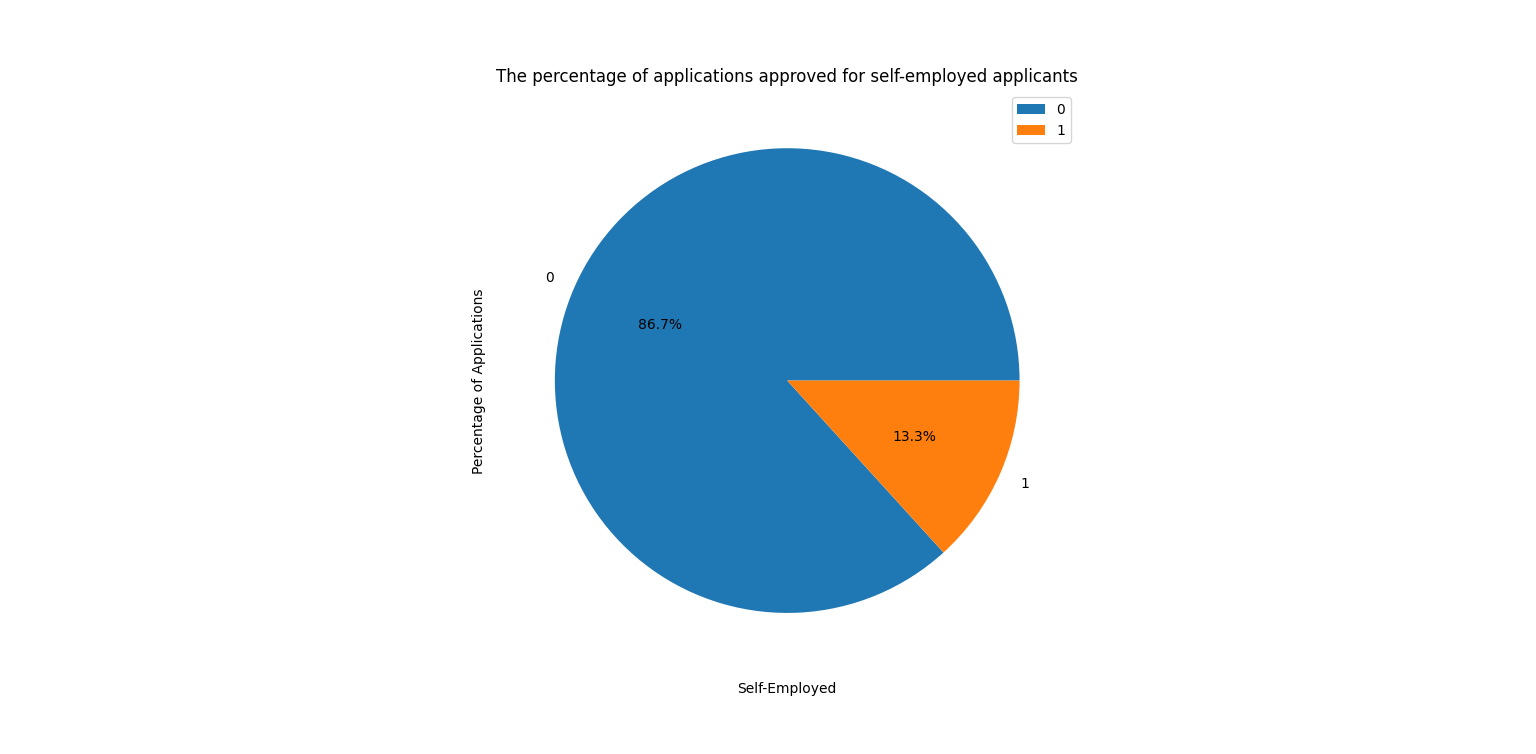 The percentage of applications approved for self-employed applicants
0
1
0
86.7%
Percentage of Applications
13.3%
1
Self-Employed